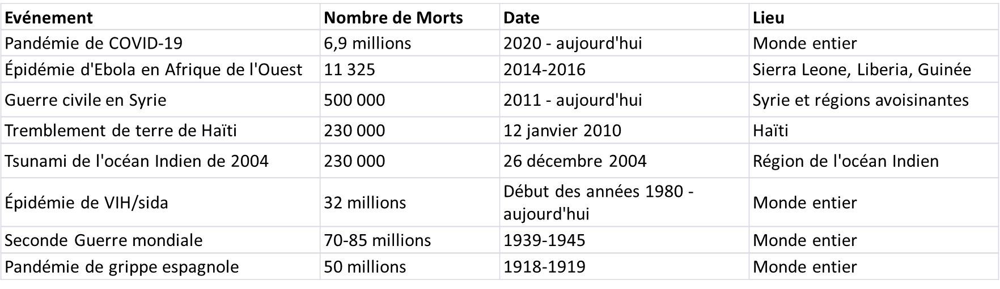 Evénement Nombre de Morts Date Lieu
Pandémie de COVID-19 6,9 millions 2020 - aujourd'hui Monde entier
Épidémie d'Ebola en Afrique de l'Ouest 11 325 2014-2016 Sierra Leone, Liberia, Guinée
Guerre civile en Syrie 500 000 2011 - aujourd'hui Syrie et régions avoisinantes
Tremblement de terre de Haïti 230 000 12 janvier 2010 Haïti
Tsunami de l'océan Indien de 2004 230 000 26 décembre 2004 Région de l'océan Indien
Épidémie de VIH/sida 32 millions Début des années 1980 -
aujourd'hui Monde entier
Seconde Guerre mondiale 70-85 millions 1939-1945 Monde entier
Pandémie de grippe espagnole 50 millions 1918-1919 Monde entier